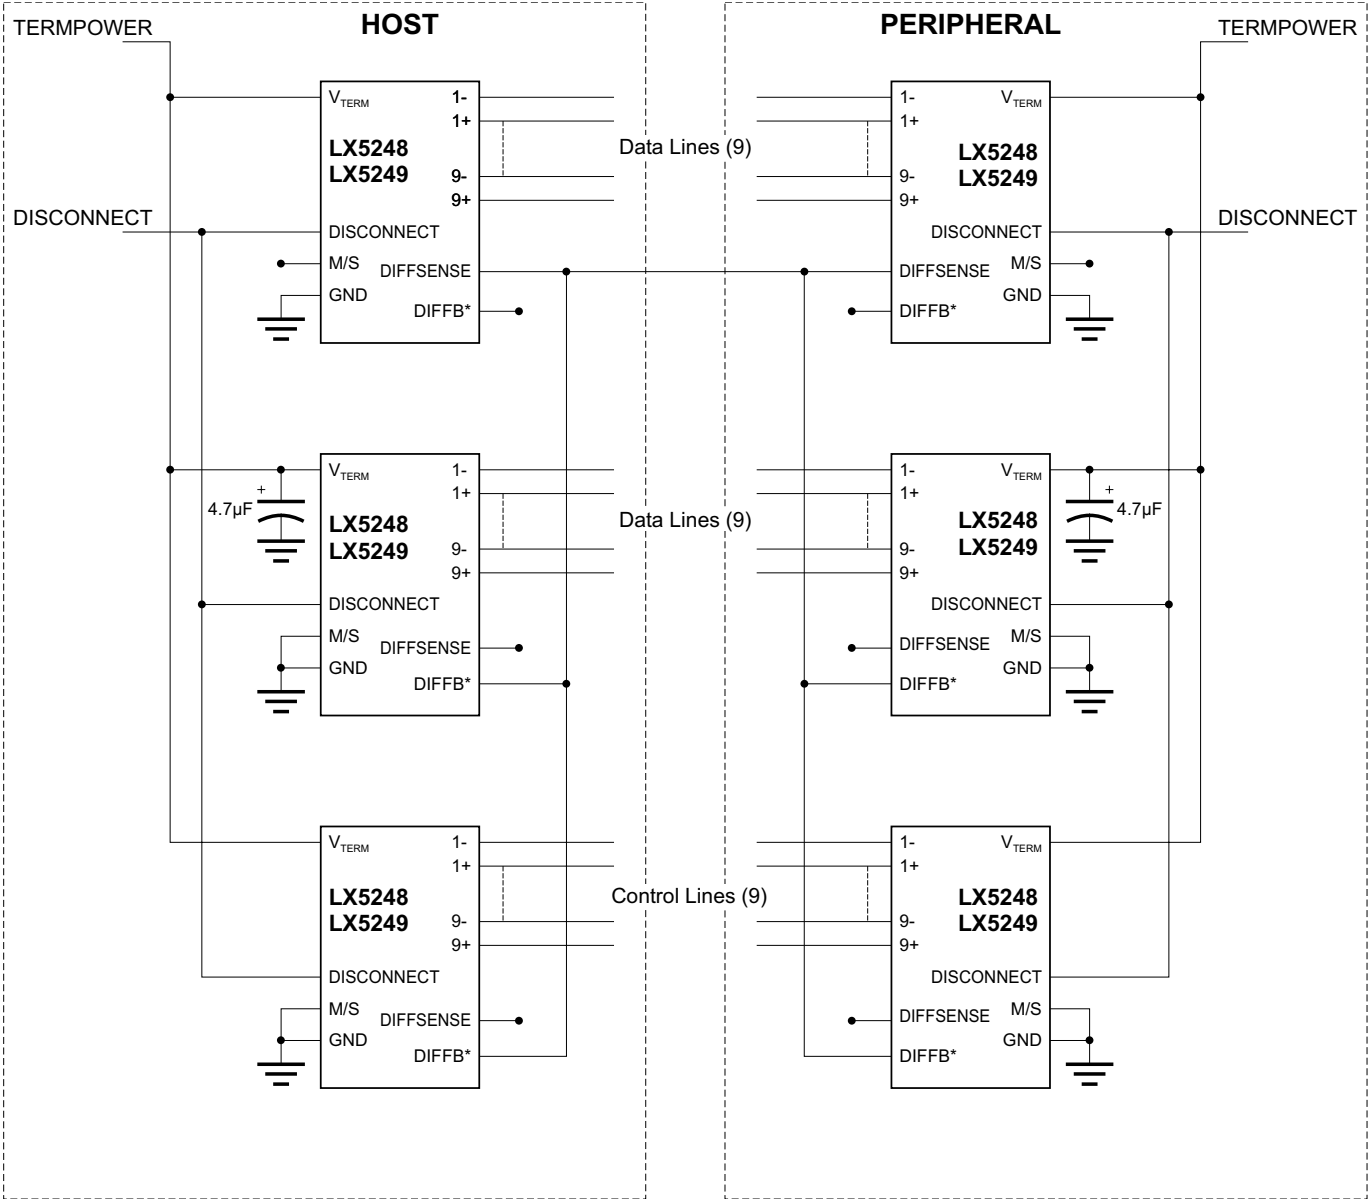 HOST
PERIPHERAL
TERMPOWER
TERMPOWER
VTERM
1-
1+
LX5248
LX5249
9-
9+
DISCONNECT
DISCONNECT
M/S
DIFFSENSE
GND
DIFFB*
Data Lines (9)
1-
VTERM
1+
LX5248
LX5249
9-
9+
DISCONNECT
DISCONNECT
M/S
DIFFSENSE
GND
DIFFB*
VTERM
1-
1+
+
4.7µF
LX5248
LX5249
9-
9+
DISCONNECT
M/S
DIFFSENSE
GND
DIFFB*
Data Lines (9)
1-
VTERM
1+
+
4.7µF
LX5248
LX5249
9-
9+
DISCONNECT
M/S
DIFFSENSE
GND
DIFFB*
VTERM
1-
1+
LX5248
LX5249
9-
9+
DISCONNECT
M/S
DIFFSENSE
GND
DIFFB*
Control Lines (9)
1-
VTERM
1+
LX5248
LX5249
9-
9+
DISCONNECT
M/S
DIFFSENSE
GND
DIFFB*